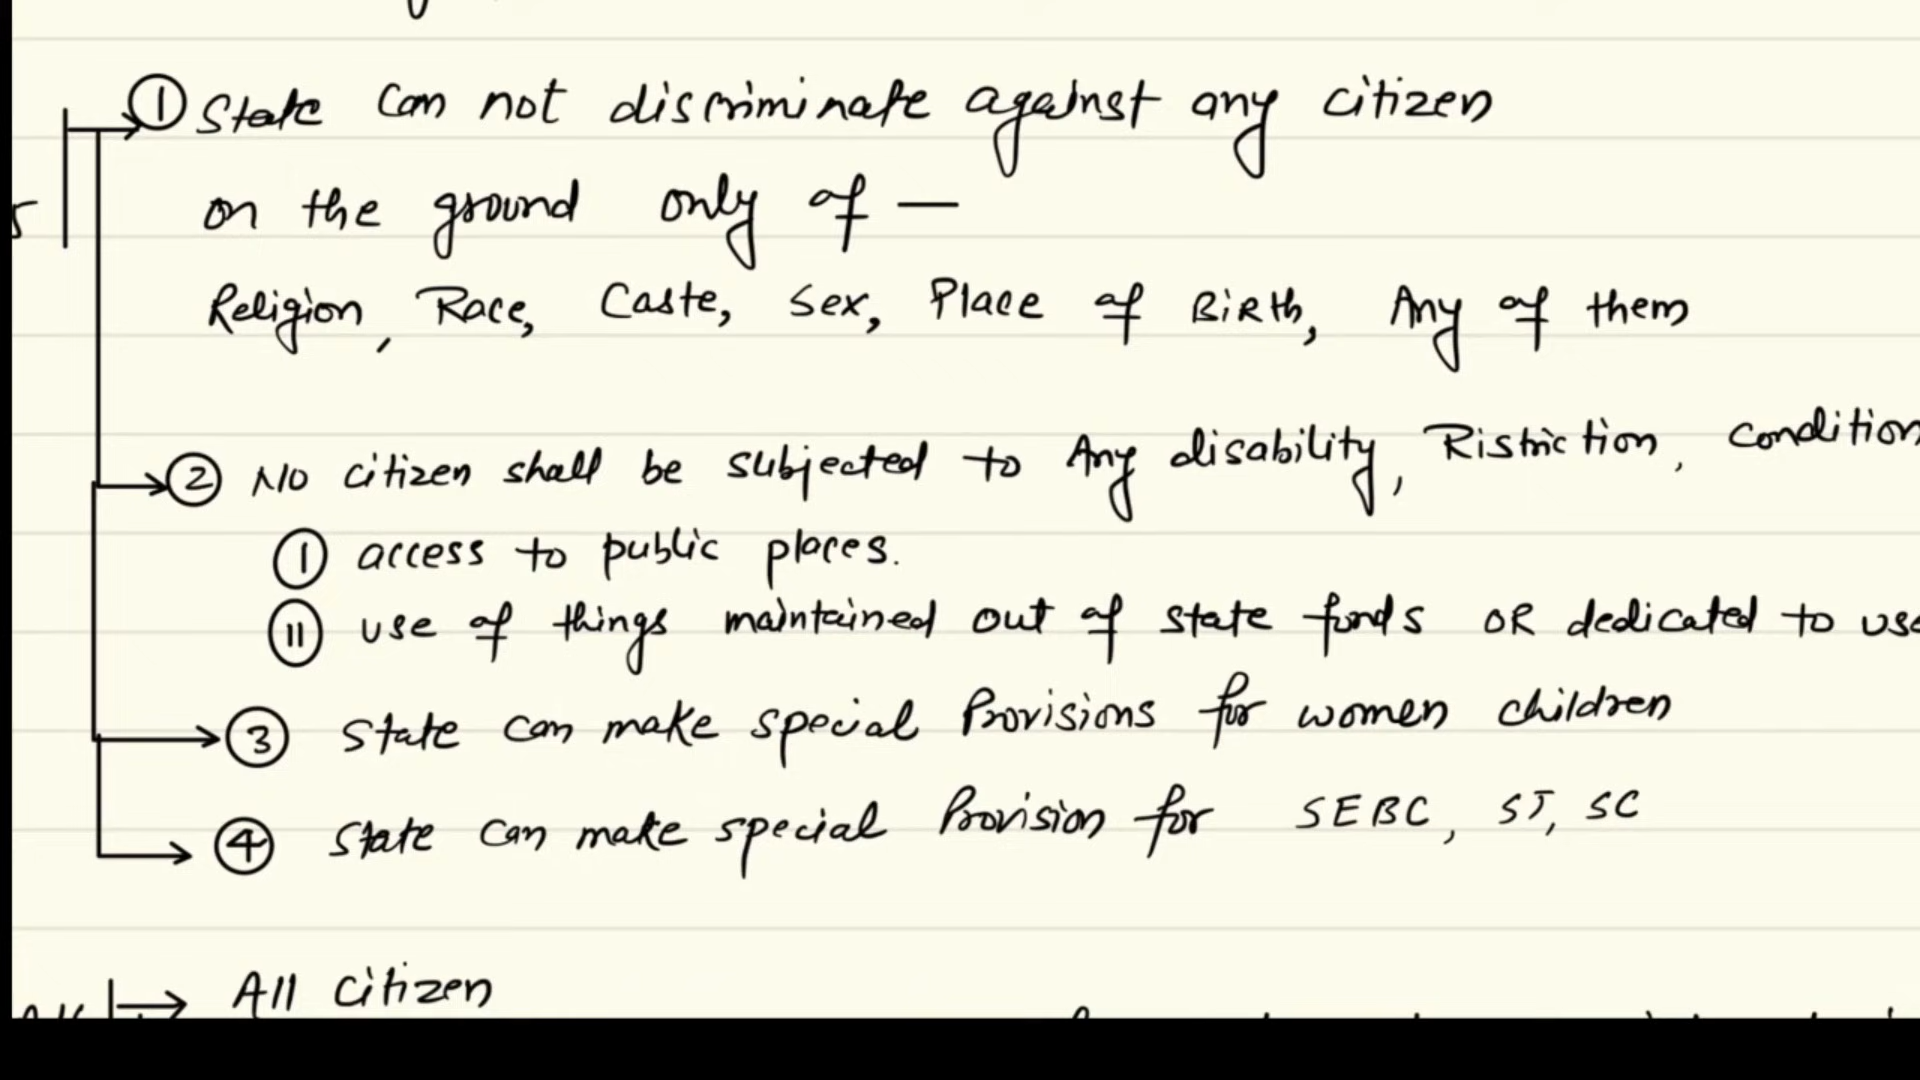 ① State can not discriminate against any citizen
on the ground only of —
Religion, Race, Caste, Sex, Place of Birth, Any of them
② No citizen shall be subjected to Any disability, Ristriction, condition
① access to public places.
⑪ use of things maintained out of state funds OR dedicated to use
③ State can make special Provisions for women children
④ State can make special Provision for SEBC, ST, SC
All citizen